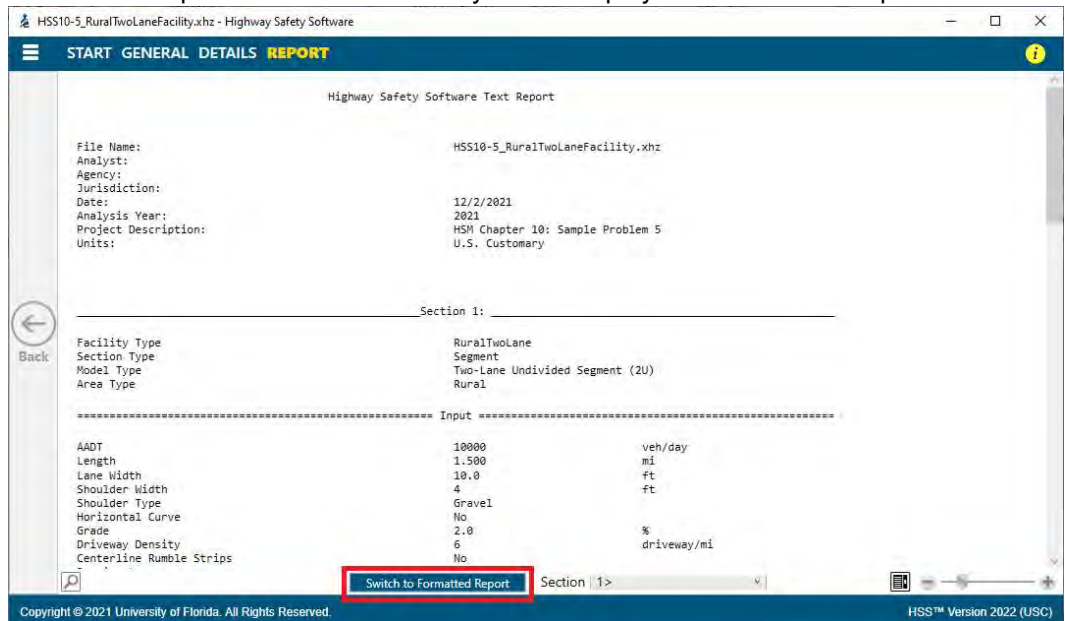 HSS10-5_RuralTwoLaneFacility.xhz - Highway Safety Software
START GENERAL DETAILS REPORT
Highway Safety Software Text Report
File Name: HSS10-5_RuralTwoLaneFacility.xhz
Analyst:
Agency:
Jurisdiction:
Date: 12/2/2021
Analysis Year: 2021
Project Description: HSM Chapter 10: Sample Problem 5
Units: U.S. Customary
Section 1:
Facility Type RuralTwoLane
Section Type Segment
Model Type Two-Lane Undivided Segment (2U)
Area Type Rural
Input
AADT 10000 veh/day
Length 1.500 mi
Lane Width 10.0 ft
Shoulder Width 4 ft
Shoulder Type Gravel
Horizontal Curve No
Grade 2.0 %
Driveway Density 6 driveway/mi
Centerline Rumble Strips No
Back
Switch to Formatted Report Section 1>
Copyright © 2021 University of Florida. All Rights Reserved. HSS™ Version 2022 (USC)